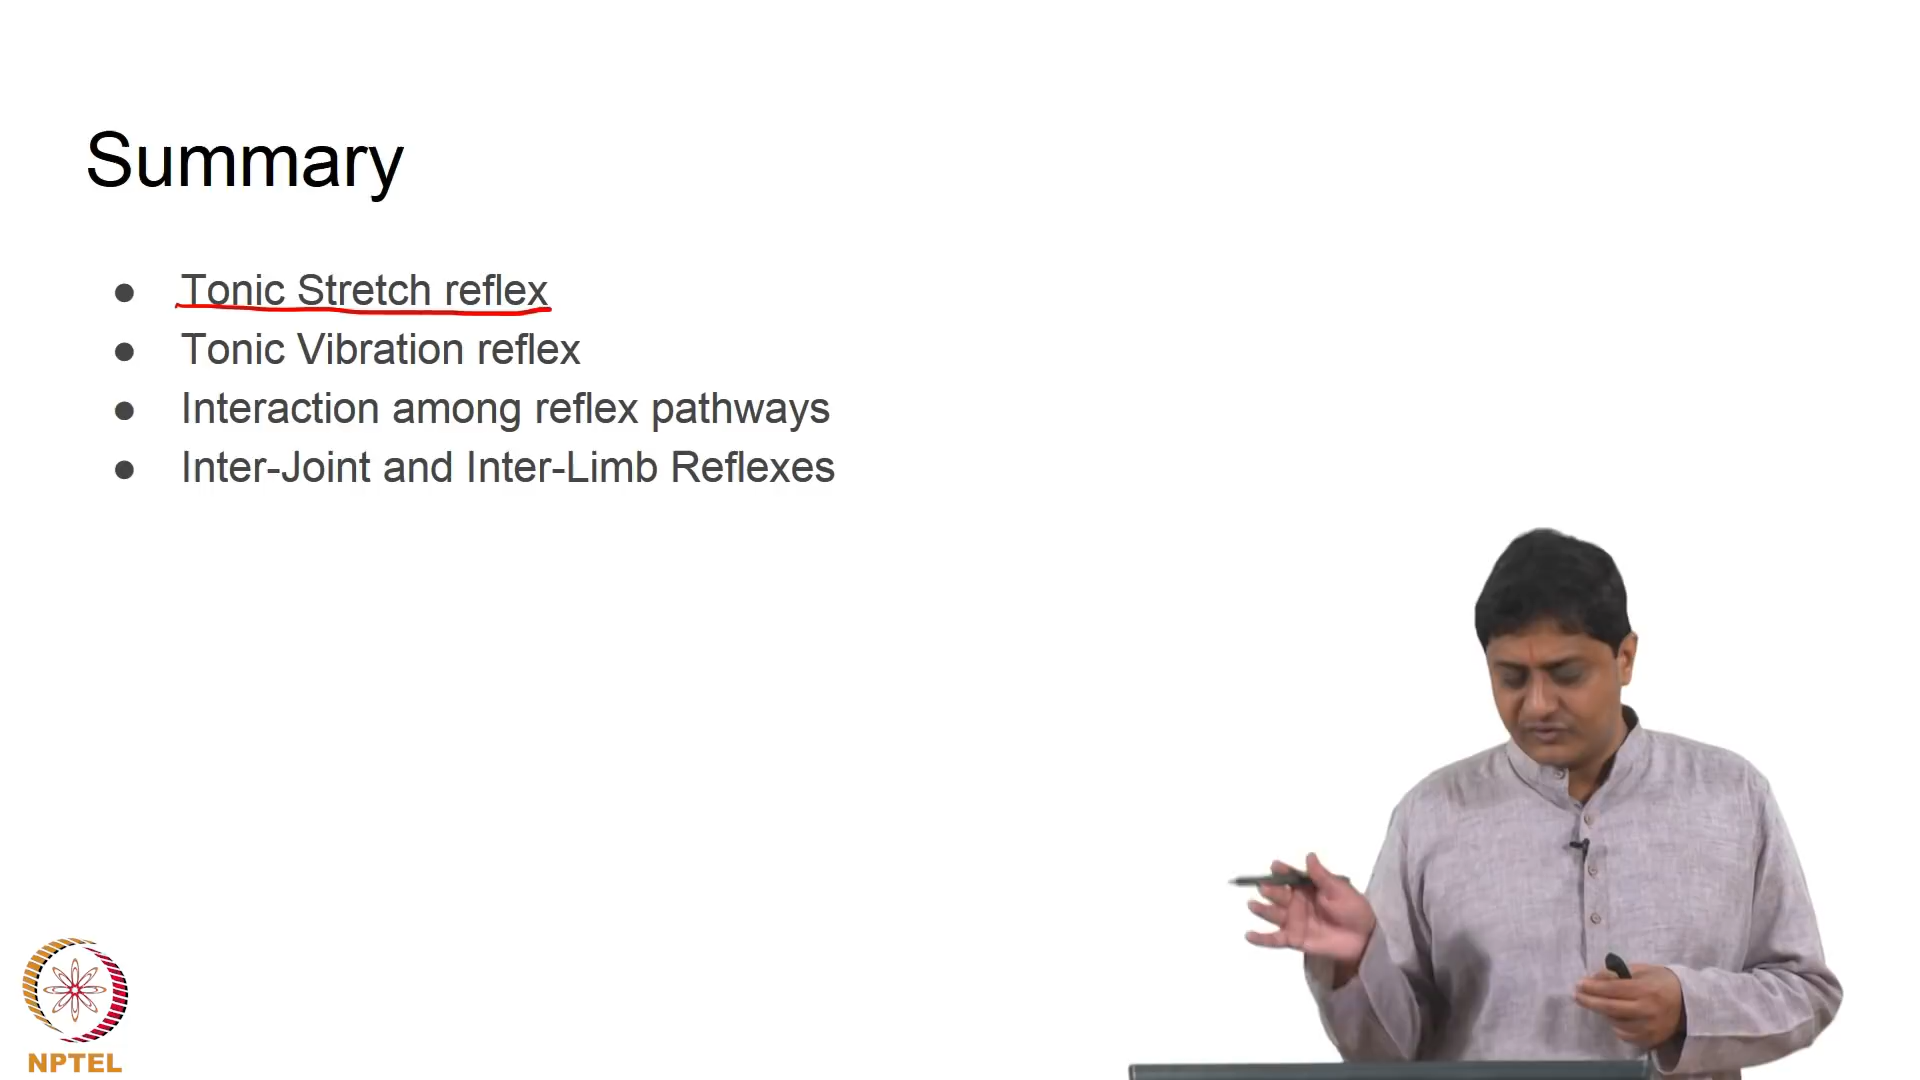 Summary
● Tonic Stretch reflex
● Tonic Vibration reflex
● Interaction among reflex pathways
● Inter-Joint and Inter-Limb Reflexes
NPTEL